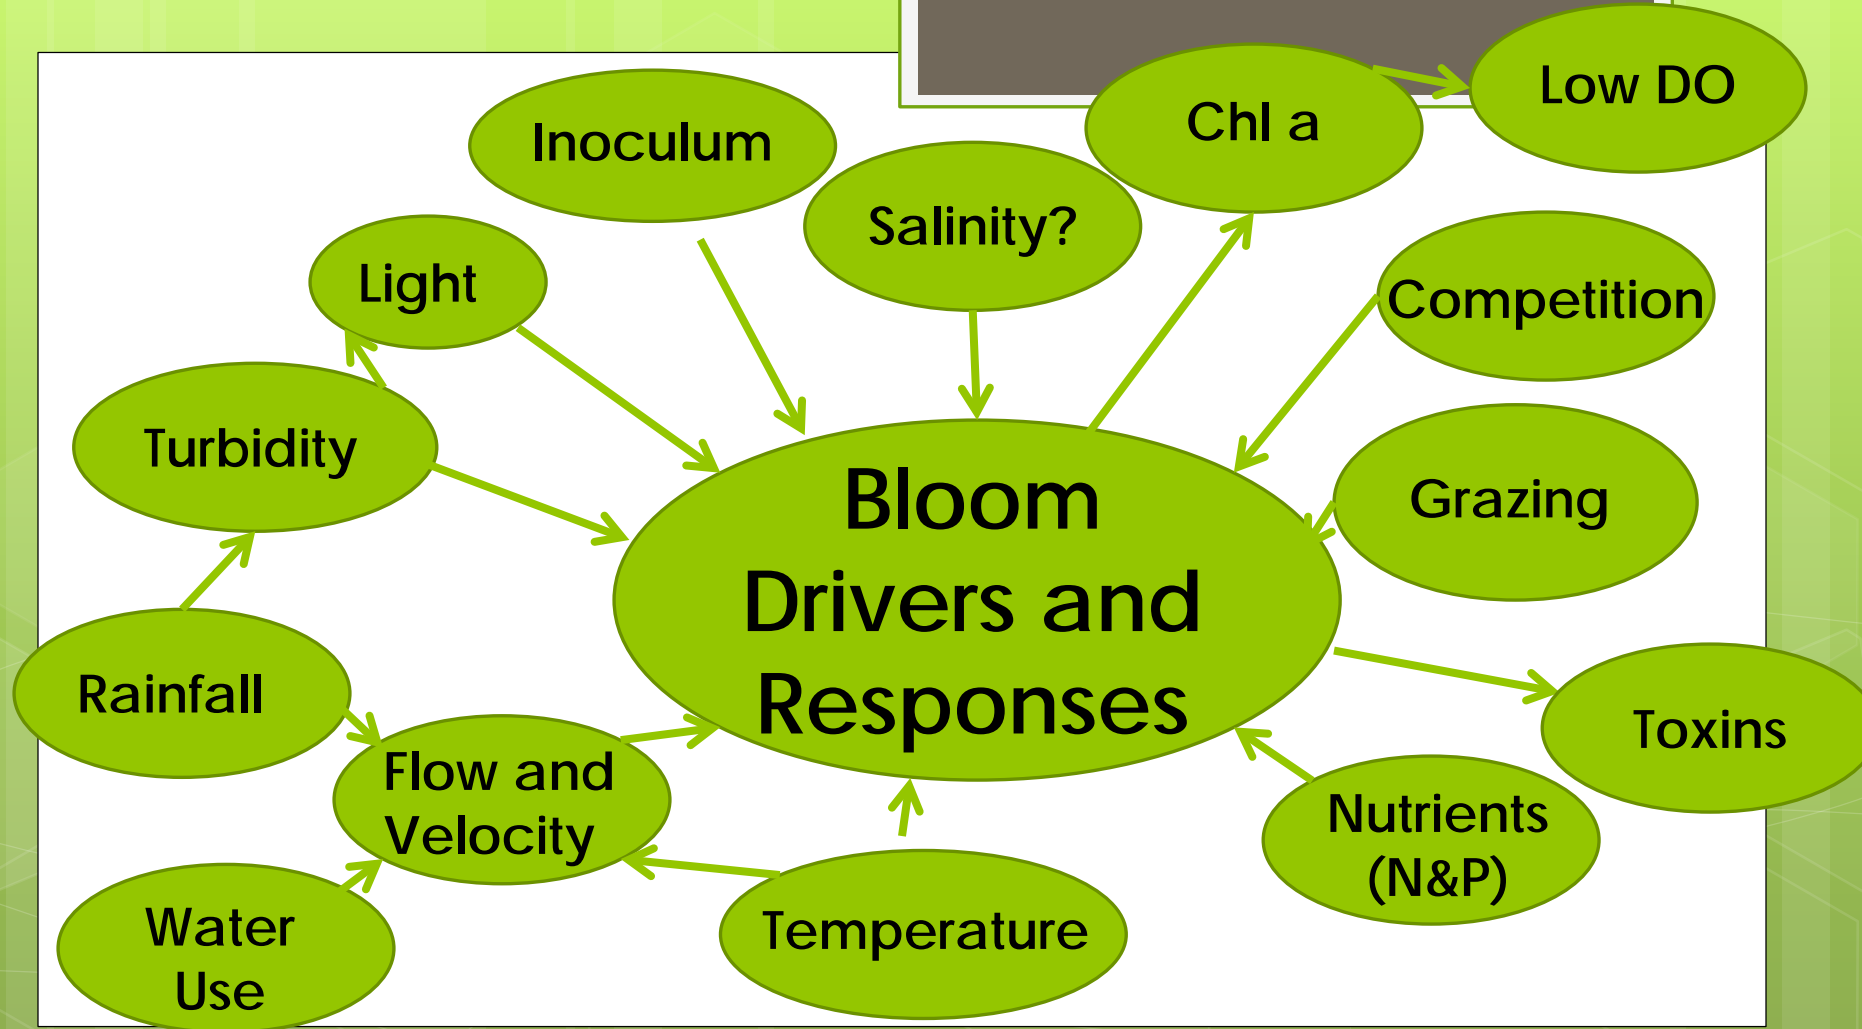 Low DO
Chl a
Inoculum
Salinity?
Light
Competition
Turbidity
Grazing
Bloom
Drivers and
Responses
Rainfall
Toxins
Flow and
Velocity
Nutrients
(N&P)
Temperature
Water
Use